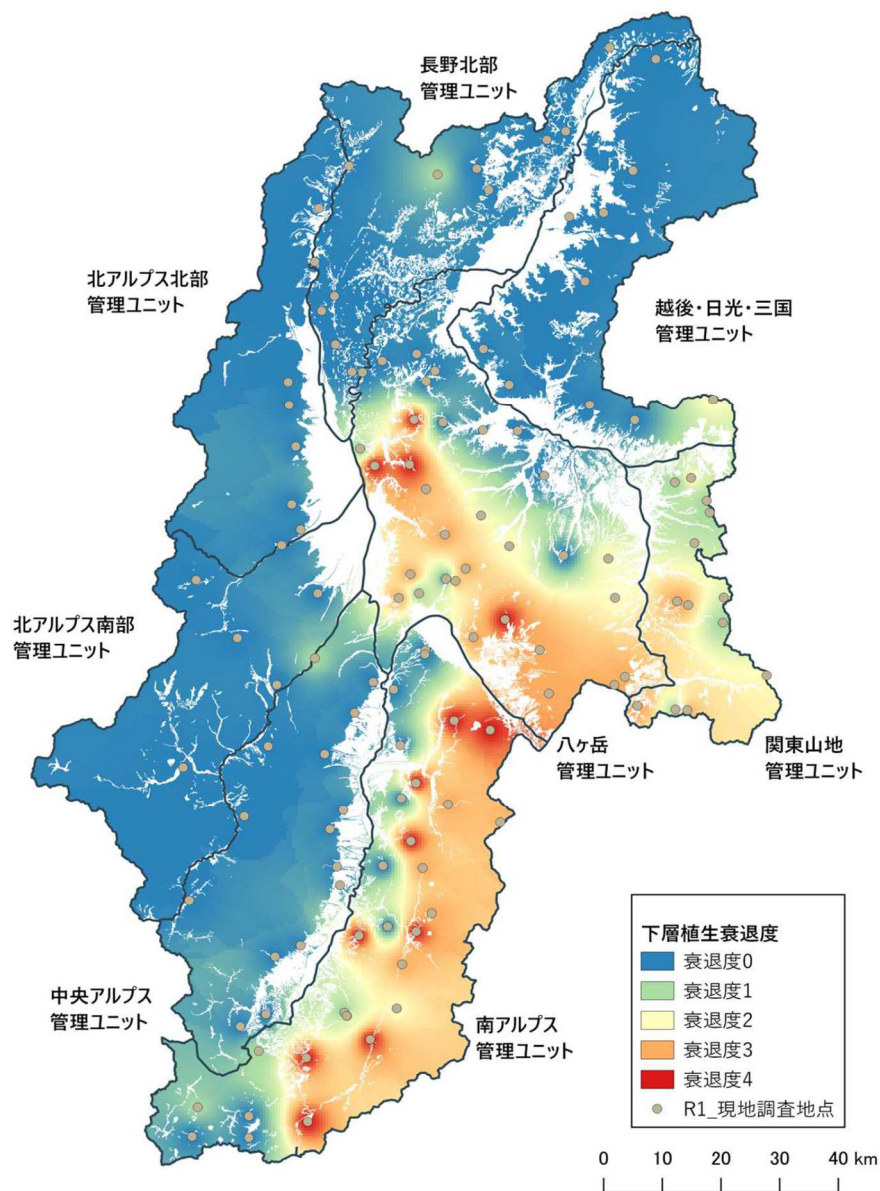 長野北部
管理ユニット
北アルプス北部
管理ユニット
越後・日光・三国
管理ユニット
北アルプス南部
管理ユニット
八ヶ岳
管理ユニット
関東山地
管理ユニット
中央アルプス
管理ユニット
南アルプス
管理ユニット
下層植生衰退度
衰退度0
衰退度1
衰退度2
衰退度3
衰退度4
R1_現地調査地点
0 10 20 30 40 km